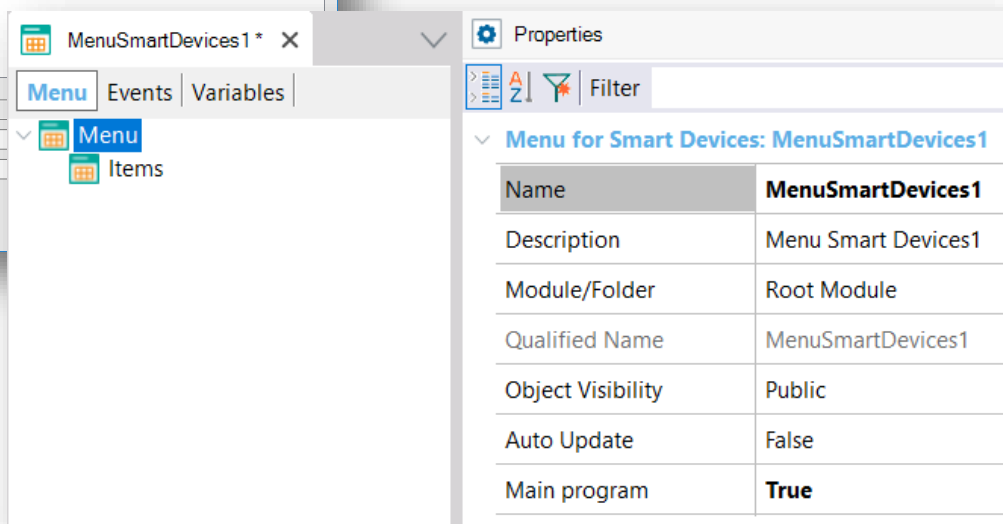 MenuSmartDevices1*
Menu Events Variables
Menu
Items
Properties
AZ Filter
Menu for Smart Devices: MenuSmartDevices1
Name MenuSmartDevices1
Description Menu Smart Devices1
Module/Folder Root Module
Qualified Name MenuSmartDevices1
Object Visibility Public
Auto Update False
Main program True